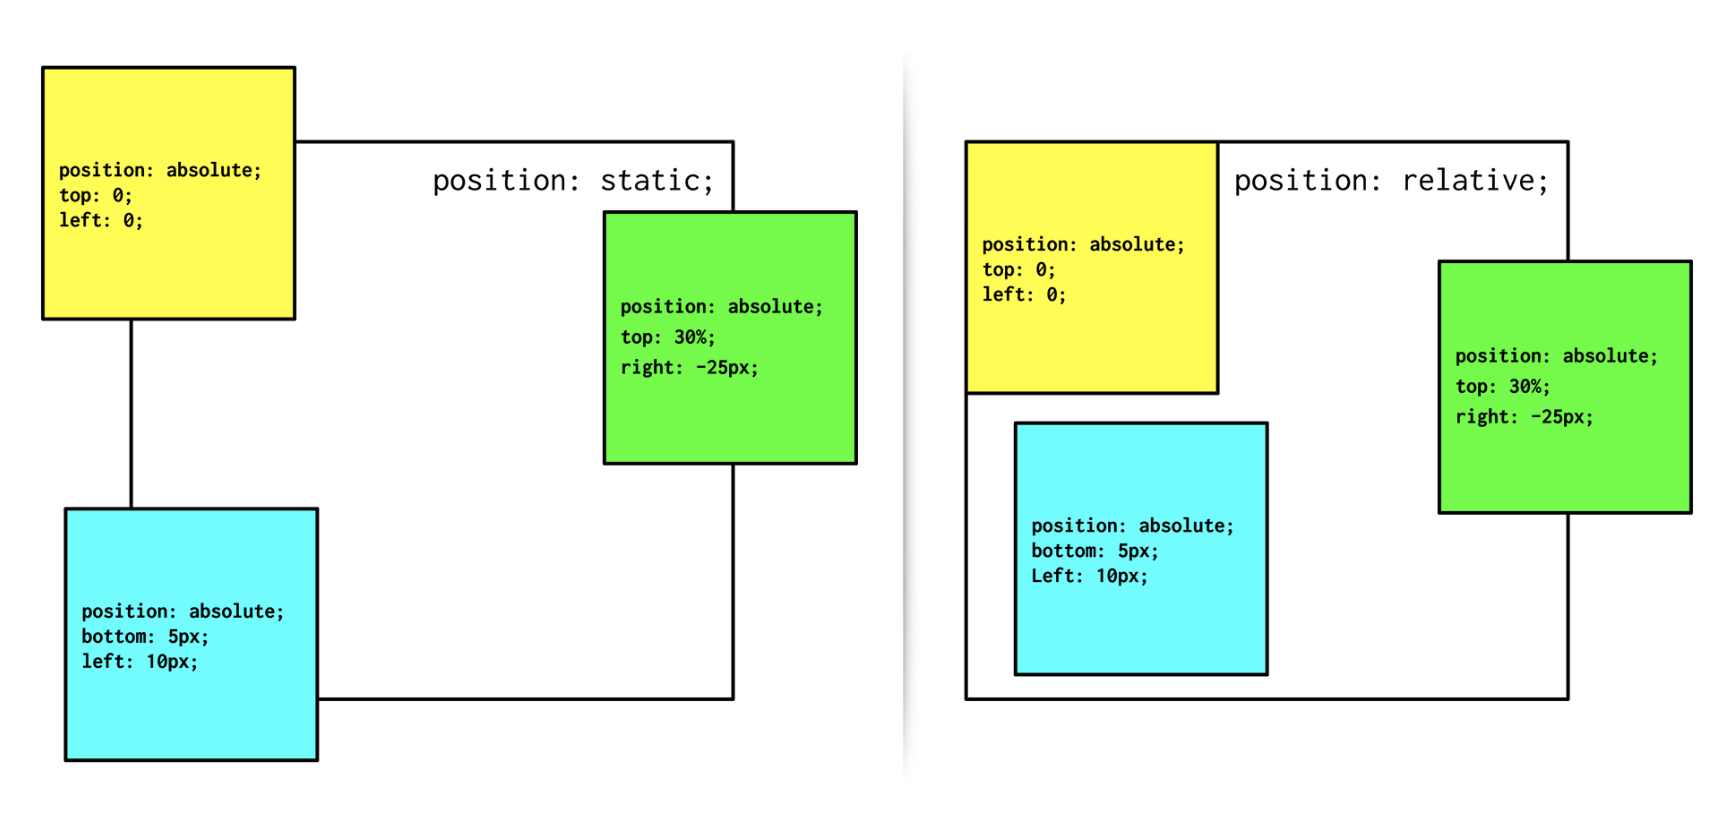 position: absolute;
top: 0;
left: 0;
position: static;
position: absolute;
top: 30%;
right: -25px;
position: absolute;
bottom: 5px;
left: 10px;
position: absolute;
top: 0;
left: 0;
position: relative;
position: absolute;
top: 30%;
right: -25px;
position: absolute;
bottom: 5px;
Left: 10px;